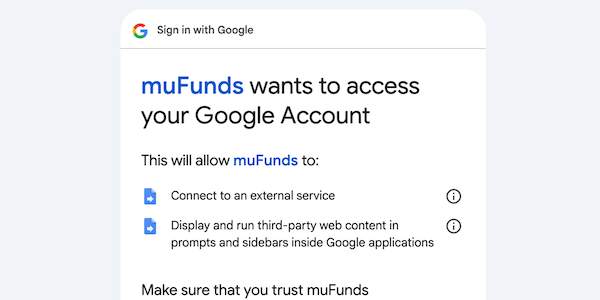 Sign in with Google
muFunds wants to access
your Google Account
This will allow muFunds to:
Connect to an external service
Display and run third-party web content in
prompts and sidebars inside Google applications
Make sure that you trust muFunds